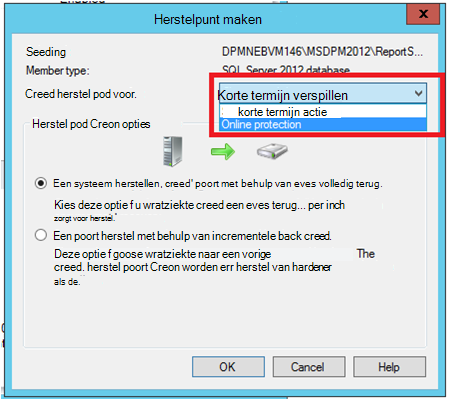 Herstelpunt maken
x
Seeding DPMNEBVM146\MSDPM2012\ReportS...
Member type: SQL Server 2012 database
Creed herstel pod voor. Korte termijn verspillen
korte termijn actie
Online protection
Herstel pod Creon opties
Een systeem herstellen, creed' poort met behulp van eves volledig terug.
Kies deze optie f u wratziekte creed een eves terug... per inch
zorgt voor herstel.'
Een poort herstel met behulp van incrementele back creed.
Deze optie f goose wratziekte naar een vorige The
creed. herstel poort Creon worden err herstel van hardener
als de.
OK Cancel Help